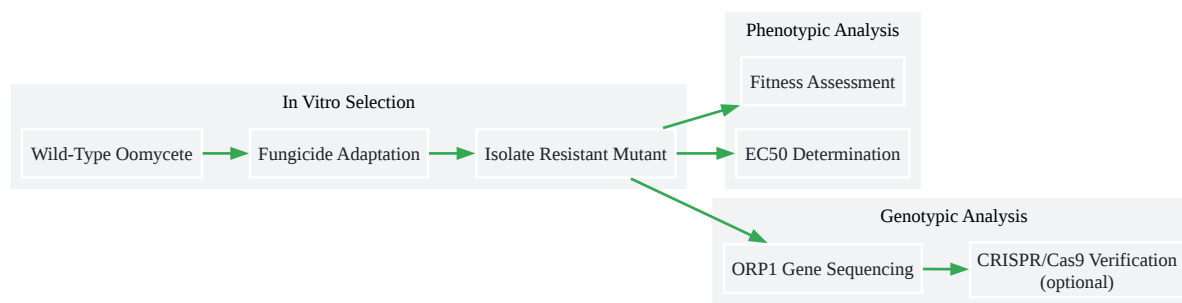 Phenotypic Analysis
Fitness Assessment
In Vitro Selection
Wild-Type Oomycete
Fungicide Adaptation
Isolate Resistant Mutant
EC50 Determination
Genotypic Analysis
ORP1 Gene Sequencing
CRISPR/Cas9 Verification
(optional)